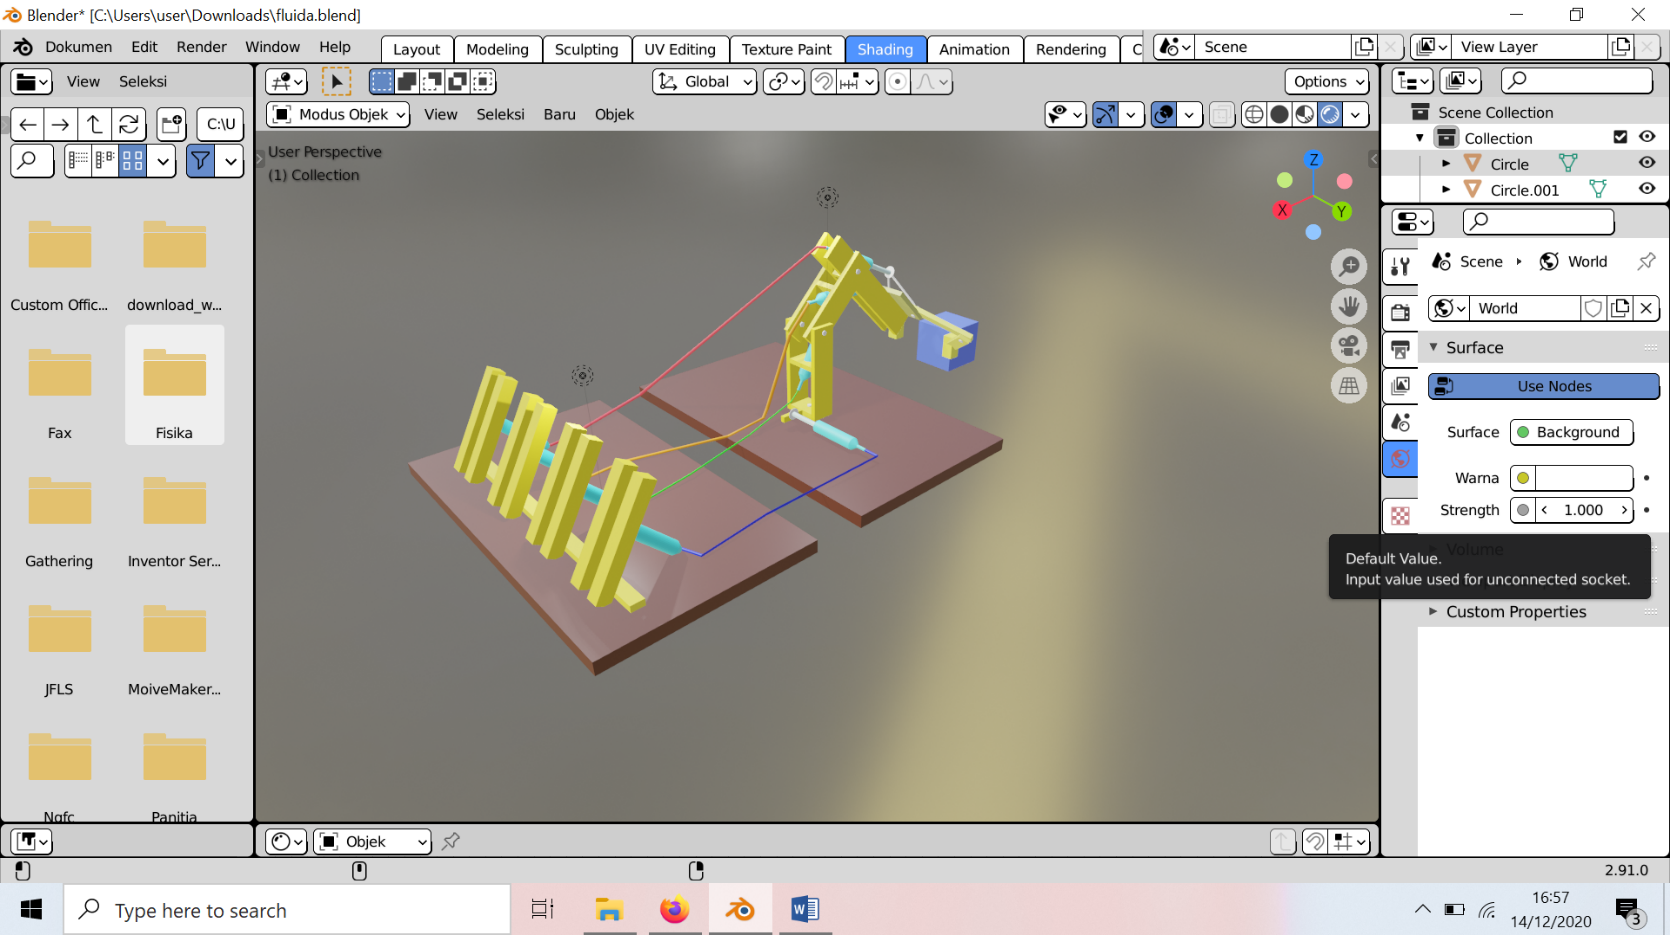 Blender* [C:\Users\user\Downloads\fluida.blend]
Dokumen Edit Render Window Help Layout Modeling Sculpting UV Editing Texture Paint Shading Animation Rendering C Scene View Layer
View Seleksi Global Options
Modus Objek View Seleksi Baru Objek
C:\U
User Perspective
(1) Collection
Z
X
Y
Custom Offic... download_w...
Fax Fisika
Gathering Inventor Ser...
JFLS MoiveMaker...
Ngfc Panitia
Scene Collection
Collection
Circle
Circle.001
Scene World
World
Surface
Use Nodes
Surface Background
Warna
Strength 1.000
Volume
Default Value.
Input value used for unconnected socket.
Custom Properties
Objek
2.91.0
Type here to search
16:57
14/12/2020
3